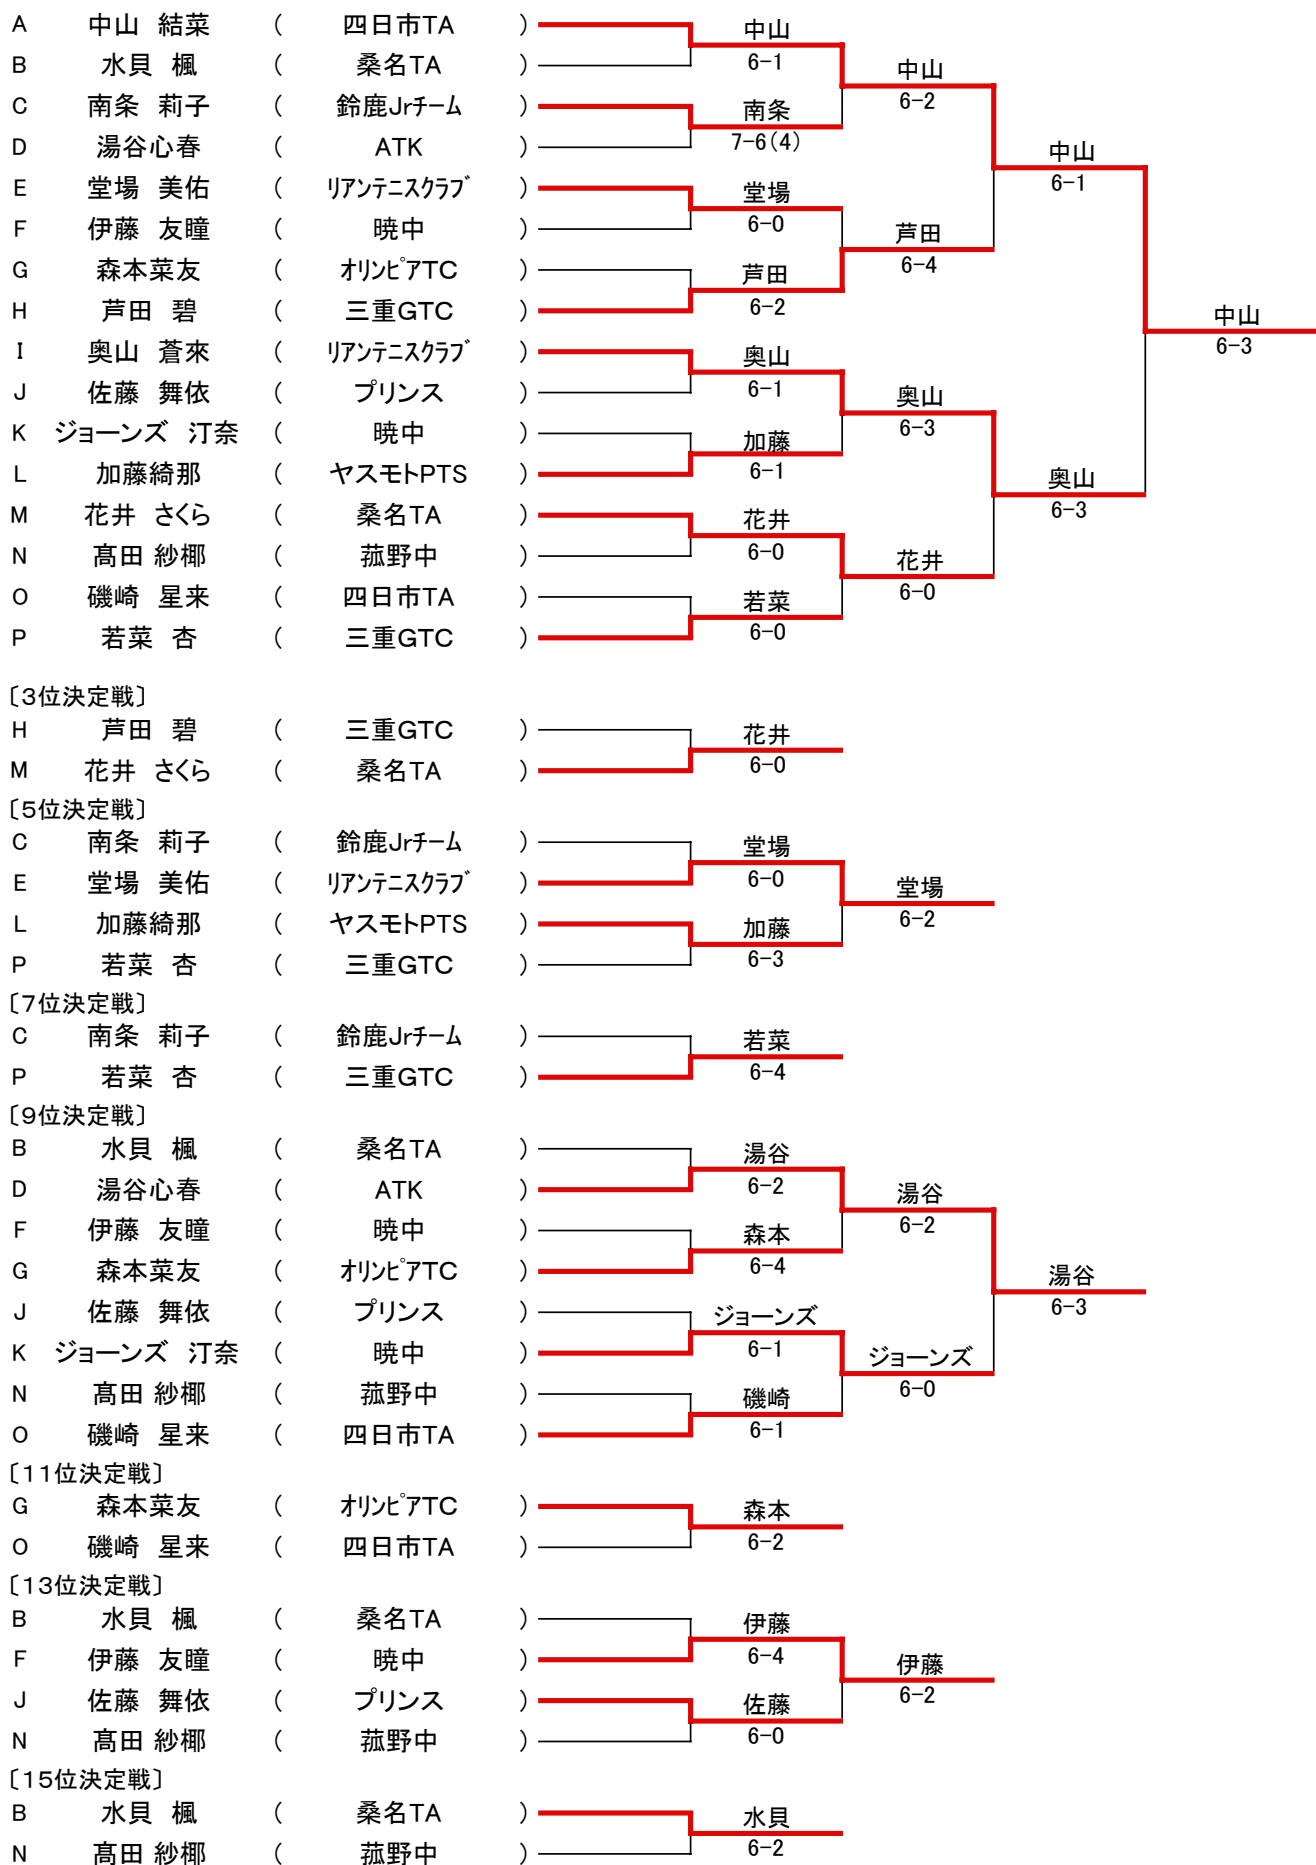 A 中山 結菜 ( 四日市TA )
中山
B 水貝 楓 ( 桑名TA )
6-1
中山
6-2
C 南条 莉子 ( 鈴鹿Jrチーム )
南条
D 湯谷心春 ( ATK )
7-6(4)
中山
6-1
E 堂場 美佑 ( リアンテニスクラブ )
堂場
F 伊藤 友瞳 ( 暁中 )
6-0
芦田
6-4
G 森本菜友 ( オリンピアTC )
芦田
H 芦田 碧 ( 三重GTC )
6-2
中山
6-3
I 奥山 蒼來 ( リアンテニスクラブ )
奥山
J 佐藤 舞依 ( プリンス )
6-1
奥山
6-3
K ジョーンズ 汀奈 ( 暁中 )
加藤
L 加藤綺那 ( ヤスモトPTS )
6-1
奥山
6-3
M 花井 さくら ( 桑名TA )
花井
N 髙田 紗椰 ( 菰野中 )
6-0
花井
6-0
O 磯崎 星来 ( 四日市TA )
若菜
P 若菜 杏 ( 三重GTC )
6-0
〔3位決定戦〕
H 芦田 碧 ( 三重GTC )
花井
M 花井 さくら ( 桑名TA )
6-0
〔5位決定戦〕
C 南条 莉子 ( 鈴鹿Jrチーム )
堂場
E 堂場 美佑 ( リアンテニスクラブ )
6-0
堂場
6-2
L 加藤綺那 ( ヤスモトPTS )
加藤
P 若菜 杏 ( 三重GTC )
6-3
〔7位決定戦〕
C 南条 莉子 ( 鈴鹿Jrチーム )
若菜
P 若菜 杏 ( 三重GTC )
6-4
〔9位決定戦〕
B 水貝 楓 ( 桑名TA )
湯谷
D 湯谷心春 ( ATK )
6-2
湯谷
6-2
F 伊藤 友瞳 ( 暁中 )
森本
G 森本菜友 ( オリンピアTC )
6-4
湯谷
6-3
J 佐藤 舞依 ( プリンス )
ジョーンズ
K ジョーンズ 汀奈 ( 暁中 )
6-1
ジョーンズ
6-0
N 髙田 紗椰 ( 菰野中 )
磯崎
O 磯崎 星来 ( 四日市TA )
6-1
〔11位決定戦〕
G 森本菜友 ( オリンピアTC )
森本
O 磯崎 星来 ( 四日市TA )
6-2
〔13位決定戦〕
B 水貝 楓 ( 桑名TA )
伊藤
F 伊藤 友瞳 ( 暁中 )
6-4
伊藤
6-2
J 佐藤 舞依 ( プリンス )
佐藤
N 髙田 紗椰 ( 菰野中 )
6-0
〔15位決定戦〕
B 水貝 楓 ( 桑名TA )
水貝
N 髙田 紗椰 ( 菰野中 )
6-2